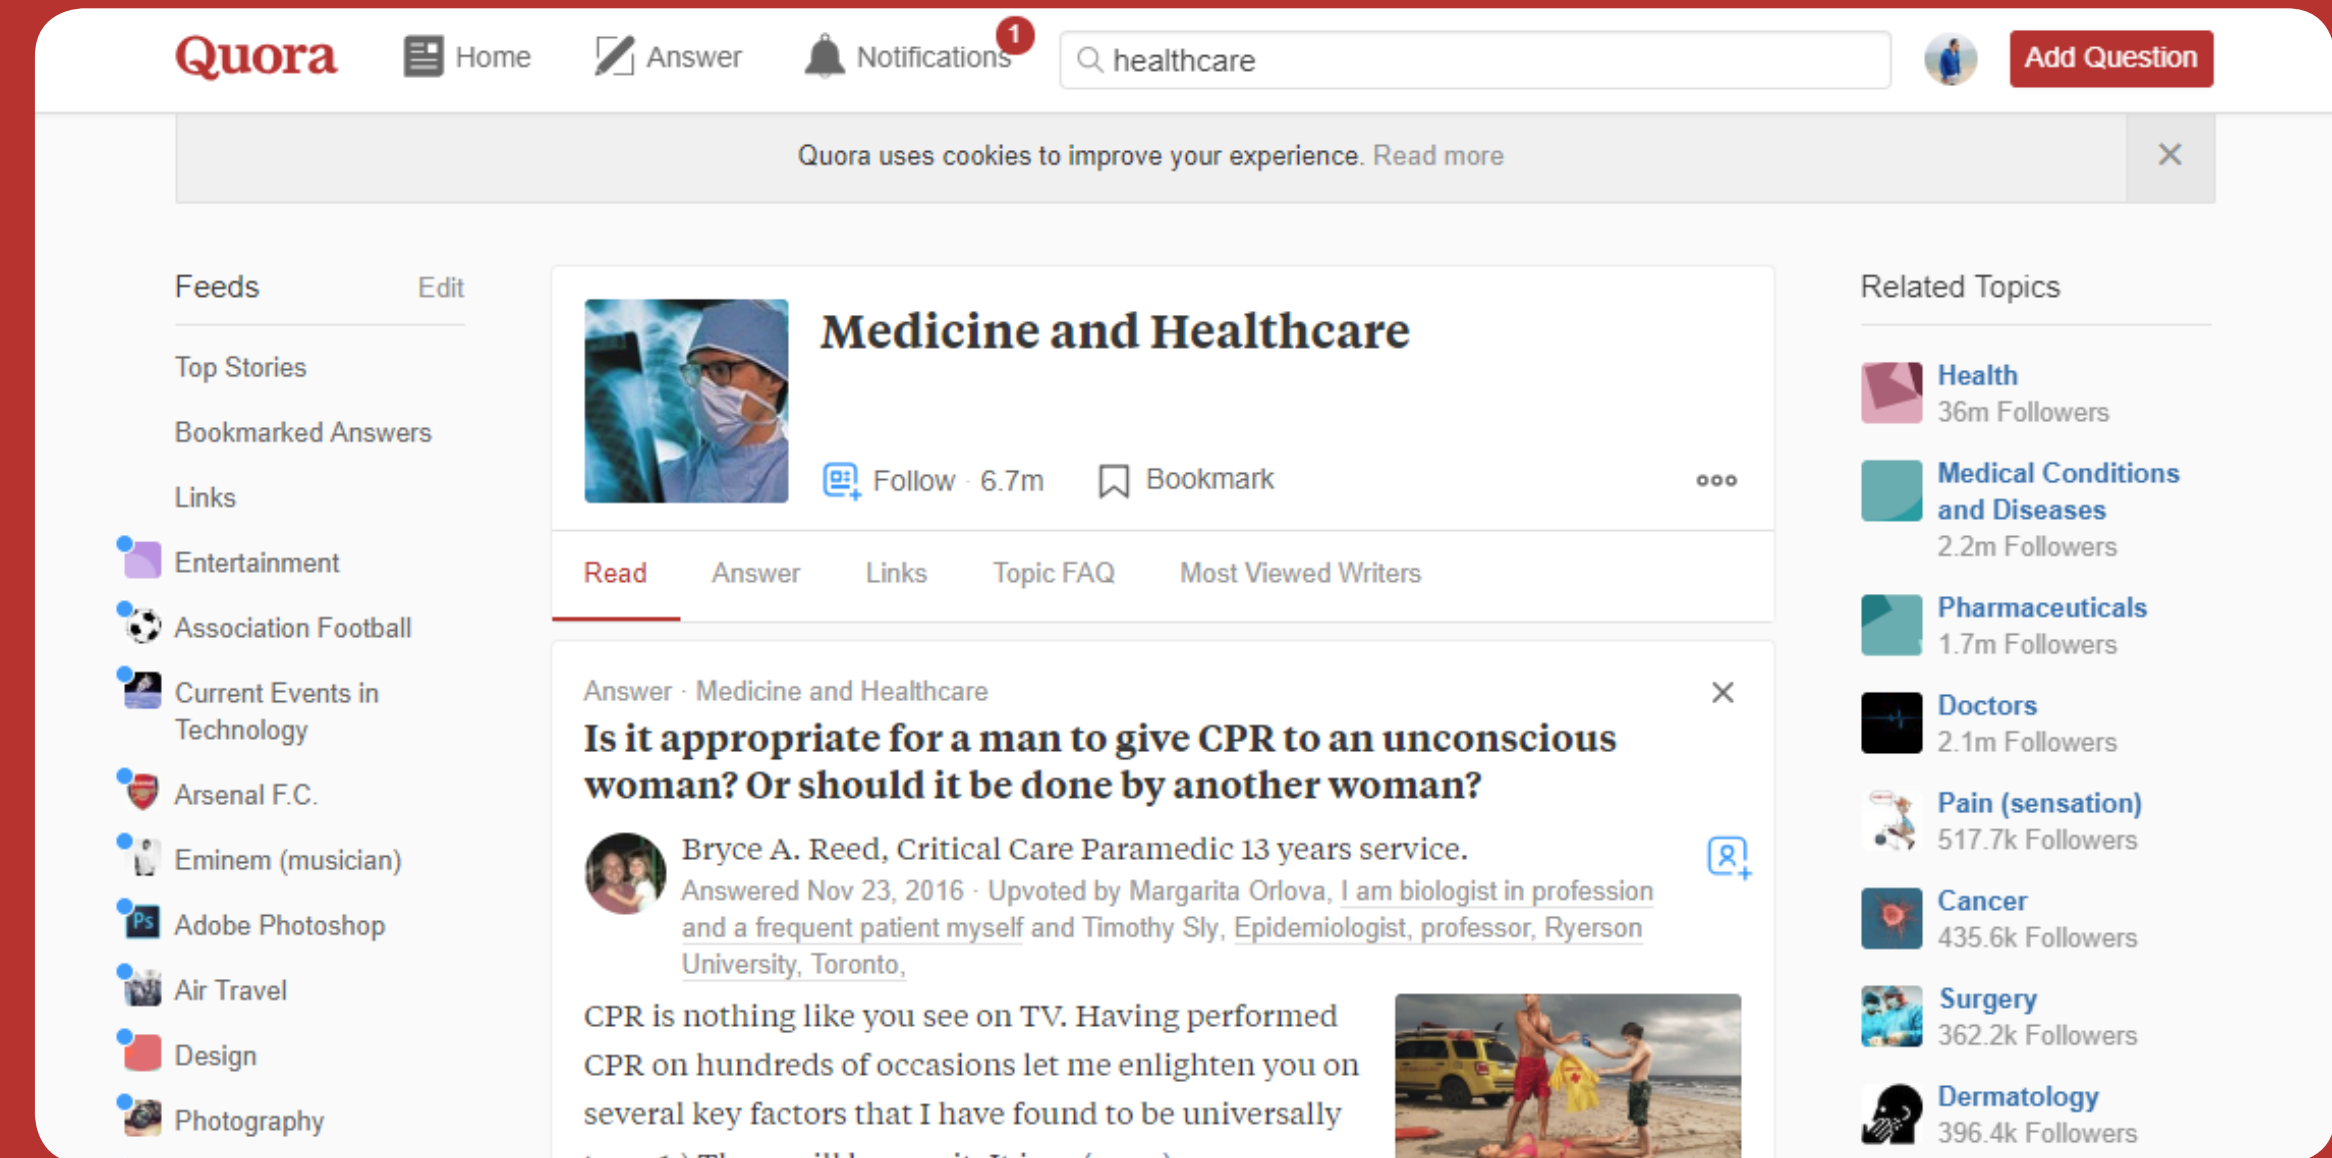 Quora
Home
Answer
Notifications
1
healthcare
Add Question
Quora uses cookies to improve your experience. Read more
Feeds
Edit
Top Stories
Bookmarked Answers
Links
Entertainment
Association Football
Current Events in
Technology
Arsenal F.C.
Eminem (musician)
Ps
Adobe Photoshop
Air Travel
Design
Photography
Medicine and Healthcare
Follow · 6.7m
Bookmark
Read
Answer
Links
Topic FAQ
Most Viewed Writers
Answer · Medicine and Healthcare
Is it appropriate for a man to give CPR to an unconscious
woman? Or should it be done by another woman?
Bryce A. Reed, Critical Care Paramedic 13 years service.
Answered Nov 23, 2016 · Upvoted by Margarita Orlova, I am biologist in profession
and a frequent patient myself and Timothy Sly, Epidemiologist, professor, Ryerson
University, Toronto,
CPR is nothing like you see on TV. Having performed
CPR on hundreds of occasions let me enlighten you on
several key factors that I have found to be universally
Related Topics
Health
36m Followers
Medical Conditions
and Diseases
2.2m Followers
Pharmaceuticals
1.7m Followers
Doctors
2.1m Followers
Pain (sensation)
517.7k Followers
Cancer
435.6k Followers
Surgery
362.2k Followers
Dermatology
396.4k Followers